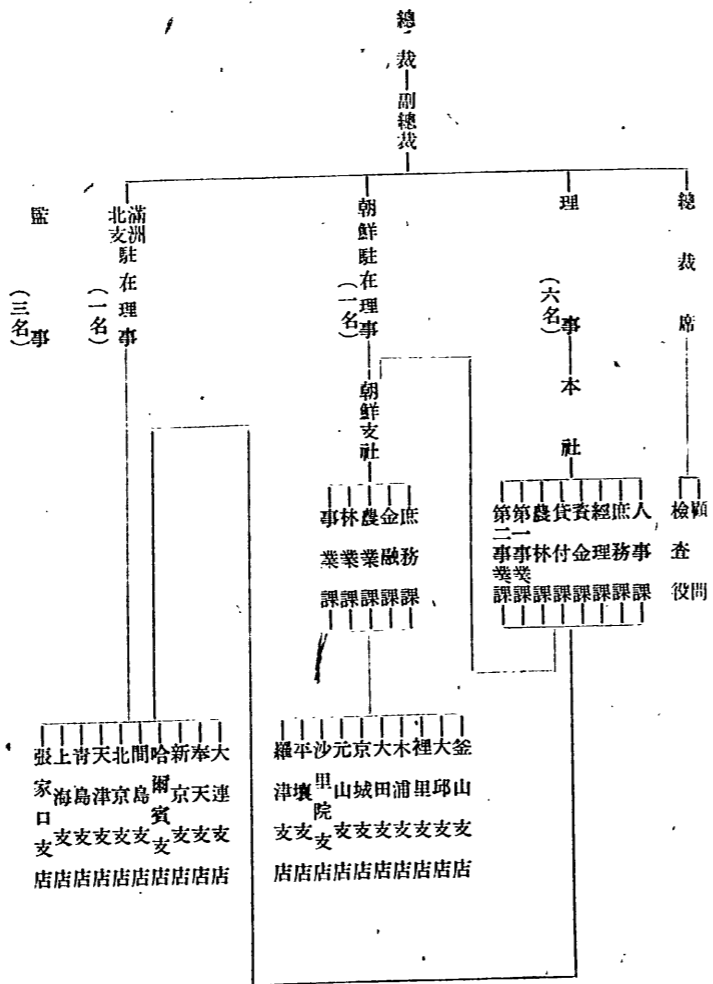 總裁
副總裁
總裁席
顧問
檢査役
理事
(六名)
本社
人事課
庶務課
經理課
資金課
貸付課
農林課
第一事業課
第二事業課
朝鮮駐在理事
(一名)
朝鮮支社
庶務課
金融課
農業課
林業課
事業課
釜山支店
大邱支店
裡里支店
木浦支店
大田支店
京城支店
元山支店
沙里院支店
平壤支店
羅津支店
滿洲
北支
駐在理事
(一名)
大連支店
奉天支店
新京支店
哈爾賓支店
間島支店
北京支店
天津支店
靑島支店
上海支店
張家口支店
監事
(三名)